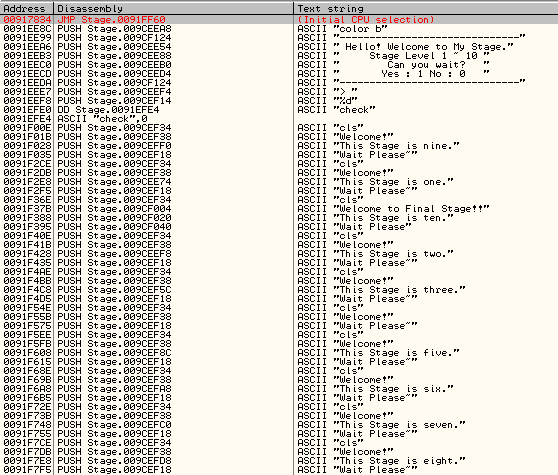 Address Disassembly Text string
00917834 JMP Stage.0091FF60 (Initial CPU selection)
0091EE8C PUSH Stage.009CEEA8 ASCII "color b"
0091EE99 PUSH Stage.009CF124 ASCII "-------------------------------"
0091EEA6 PUSH Stage.009CEE54 ASCII " Hello! Welcome to My Stage."
0091EEB3 PUSH Stage.009CEE88 ASCII " Stage Level 1 ~ 10 "
0091EEC0 PUSH Stage.009CEEB0 ASCII " Can you wait? "
0091EECD PUSH Stage.009CEED4 ASCII " Yes : 1 No : 0 "
0091EEDA PUSH Stage.009CF124 ASCII "-------------------------------"
0091EEE7 PUSH Stage.009CEEF4 ASCII "> "
0091EEF8 PUSH Stage.009CEF14 ASCII "%d"
0091EFE0 DD Stage.0091EFE4 ASCII "check"
0091EFE4 ASCII "check",0
0091F00E PUSH Stage.009CEF34 ASCII "cls"
0091F01B PUSH Stage.009CEF38 ASCII "Welcome!"
0091F028 PUSH Stage.009CEFF0 ASCII "This Stage is nine."
0091F035 PUSH Stage.009CEF18 ASCII "Wait Please~"
0091F2CE PUSH Stage.009CEF34 ASCII "cls"
0091F2DB PUSH Stage.009CEF38 ASCII "Welcome!"
0091F2E8 PUSH Stage.009CEE74 ASCII "This Stage is one."
0091F2F5 PUSH Stage.009CEF18 ASCII "Wait Please~"
0091F36E PUSH Stage.009CEF34 ASCII "cls"
0091F37B PUSH Stage.009CF004 ASCII "Welcome to Final Stage!!"
0091F388 PUSH Stage.009CF020 ASCII "This Stage is ten."
0091F395 PUSH Stage.009CF040 ASCII "Wait Please"
0091F40E PUSH Stage.009CEF34 ASCII "cls"
0091F41B PUSH Stage.009CEF38 ASCII "Welcome!"
0091F428 PUSH Stage.009CEF28 ASCII "This Stage is two."
0091F435 PUSH Stage.009CEF18 ASCII "Wait Please~"
0091F4AE PUSH Stage.009CEF34 ASCII "cls"
0091F4BB PUSH Stage.009CEF38 ASCII "Welcome!"
0091F4C8 PUSH Stage.009CEF5C ASCII "This Stage is three."
0091F4D5 PUSH Stage.009CEF18 ASCII "Wait Please~"
0091F54E PUSH Stage.009CEF34 ASCII "cls"
0091F55B PUSH Stage.009CEF38 ASCII "Welcome!"
0091F575 PUSH Stage.009CEF18 ASCII "Wait Please~"
0091F5EE PUSH Stage.009CEF34 ASCII "cls"
0091F5FB PUSH Stage.009CEF38 ASCII "Welcome!"
0091F608 PUSH Stage.009CEF8C ASCII "This Stage is five."
0091F615 PUSH Stage.009CEF18 ASCII "Wait Please~"
0091F68E PUSH Stage.009CEF34 ASCII "cls"
0091F69B PUSH Stage.009CEF38 ASCII "Welcome!"
0091F6A8 PUSH Stage.009CEFA8 ASCII "This Stage is six."
0091F6B5 PUSH Stage.009CEF18 ASCII "Wait Please~"
0091F72E PUSH Stage.009CEF34 ASCII "cls"
0091F73B PUSH Stage.009CEF38 ASCII "Welcome!"
0091F748 PUSH Stage.009CEFC0 ASCII "This Stage is seven."
0091F755 PUSH Stage.009CEF18 ASCII "Wait Please~"
0091F7CE PUSH Stage.009CEF34 ASCII "cls"
0091F7DB PUSH Stage.009CEF38 ASCII "Welcome!"
0091F7E8 PUSH Stage.009CEFD8 ASCII "This Stage is eight."
0091F7F5 PUSH Stage.009CEF18 ASCII "Wait Please~"